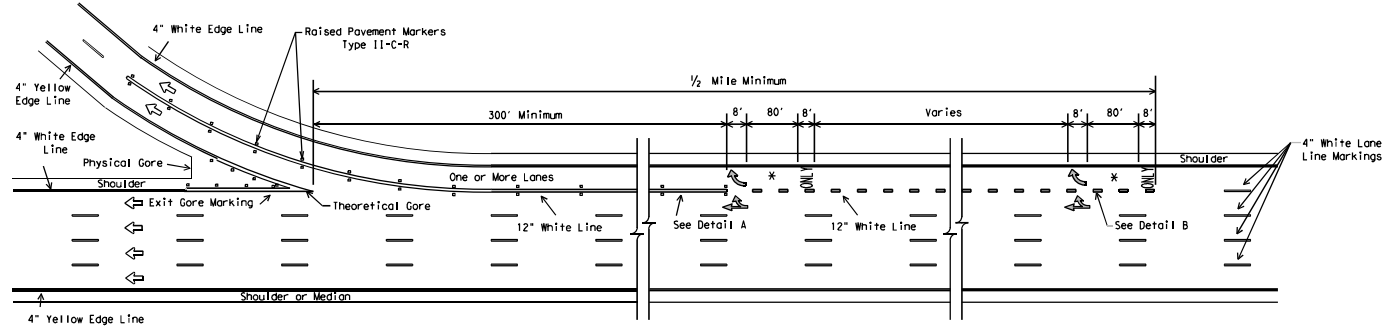 4" White Edge Line
Raised Pavement Markers
Type II-C-R
4" Yellow
Edge Line
½ Mile Minimum
300' Minimum
8'
80'
8'
Varies
8'
80'
8'
4" White Edge
Line
Physical Gore
Shoulder
4" White Lane
Line Markings
Shoulder
One or More Lanes
*
ONLY
*
ONLY
Exit Gore Marking
Theoretical Gore
12" White Line
See Detail A
12" White Line
See Detail B
Shoulder or Median
4" Yellow Edge Line